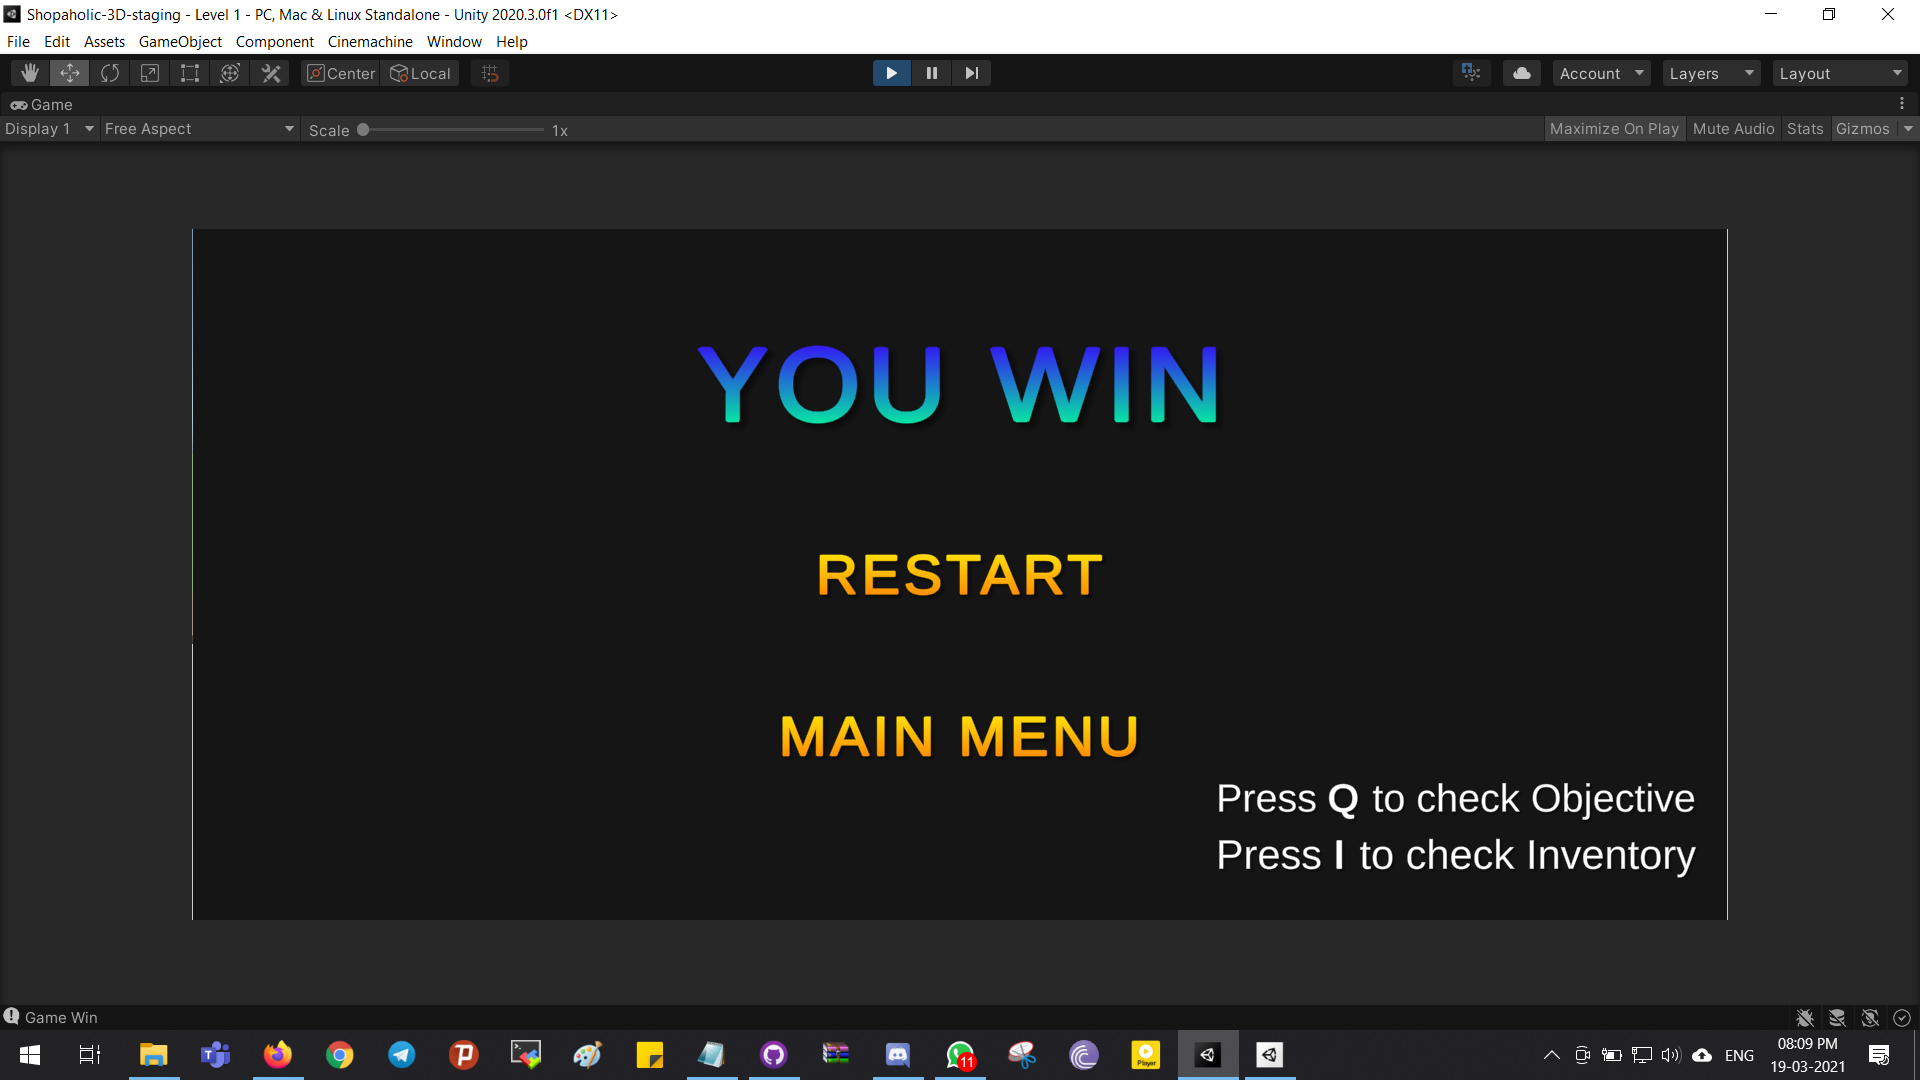 Shopaholic-3D-staging - Level 1 - PC, Mac & Linux Standalone - Unity 2020.3.0f1 <DX11>
File Edit Assets GameObject Component Cinemachine Window Help
Center Local Account Layers Layout
Game
Display 1 Free Aspect Scale 1x Maximize On Play Mute Audio Stats Gizmos
YOU WIN
RESTART
MAIN MENU
Press Q to check Objective
Press I to check Inventory
Game Win
11 Player ENG 08:09 PM
19-03-2021